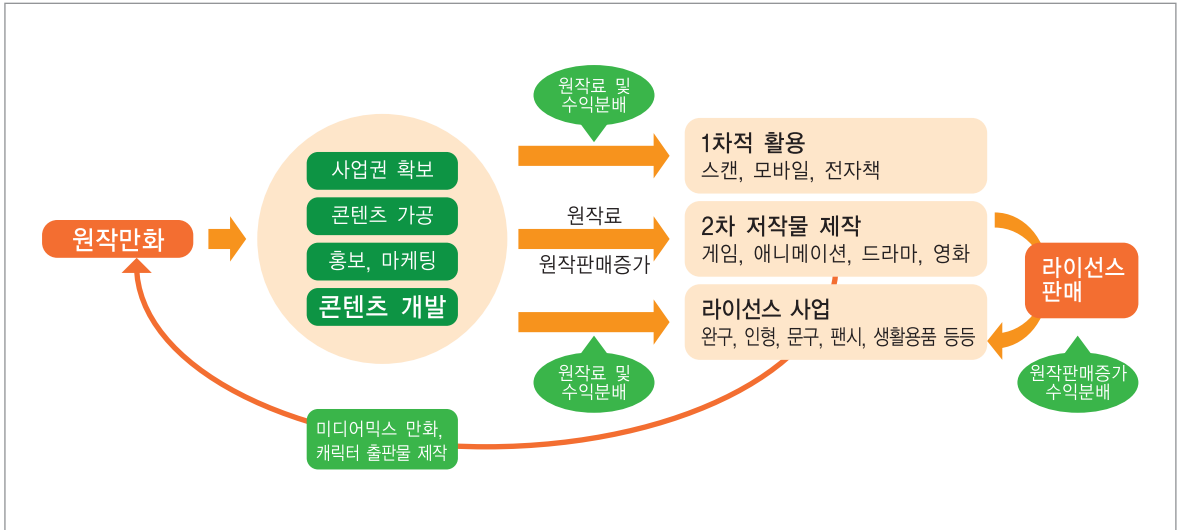 원작만화
사업권 확보
콘텐츠 가공
홍보, 마케팅
콘텐츠 개발
원작료 및
수익분배
원작료
원작판매증가
원작료 및
수익분배
1차적 활용
스캔, 모바일, 전자책
2차 저작물 제작
게임, 애니메이션, 드라마, 영화
라이선스 사업
완구, 인형, 문구, 팬시, 생활용품 등등
라이선스
판매
원작판매증가
수익분배
미디어믹스 만화,
캐릭터 출판물 제작